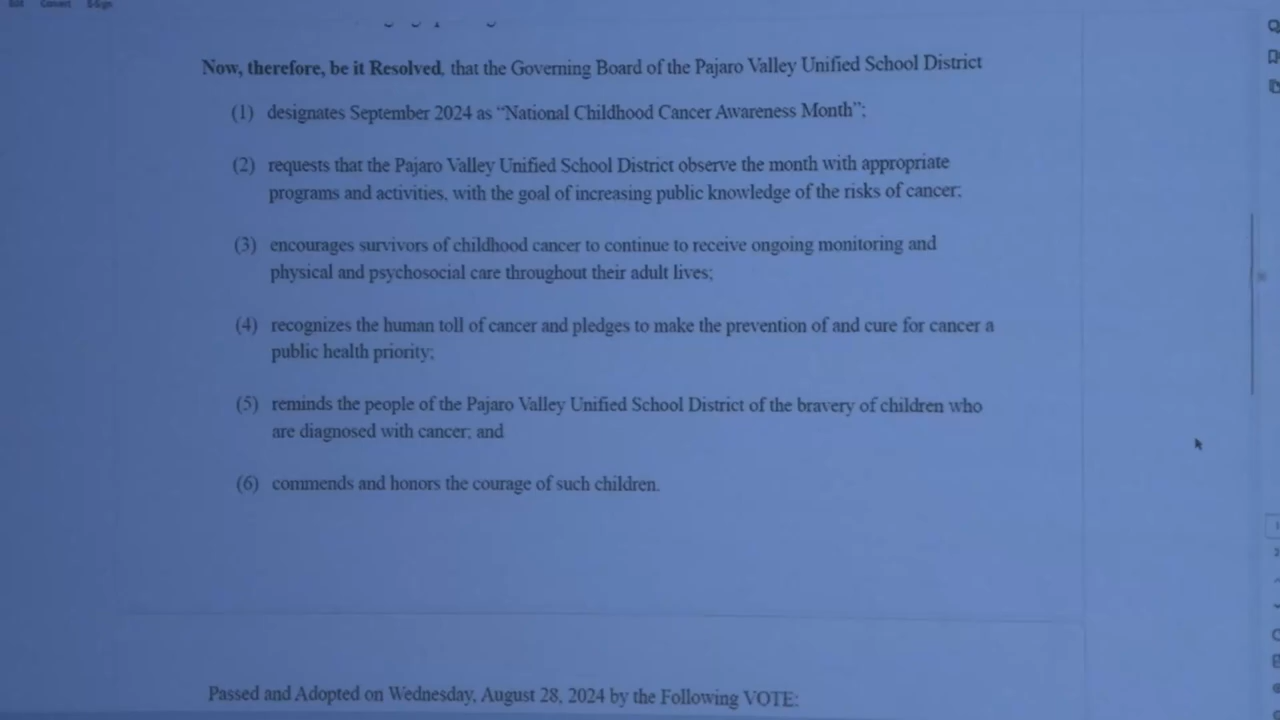 Edit Convert E-Sign
Now, therefore, be it Resolved, that the Governing Board of the Pajaro Valley Unified School District
(1) designates September 2024 as “National Childhood Cancer Awareness Month”;
(2) requests that the Pajaro Valley Unified School District observe the month with appropriate
programs and activities, with the goal of increasing public knowledge of the risks of cancer;
(3) encourages survivors of childhood cancer to continue to receive ongoing monitoring and
physical and psychosocial care throughout their adult lives;
(4) recognizes the human toll of cancer and pledges to make the prevention of and cure for cancer a
public health priority;
(5) reminds the people of the Pajaro Valley Unified School District of the bravery of children who
are diagnosed with cancer; and
(6) commends and honors the courage of such children.
Passed and Adopted on Wednesday, August 28, 2024 by the Following VOTE: